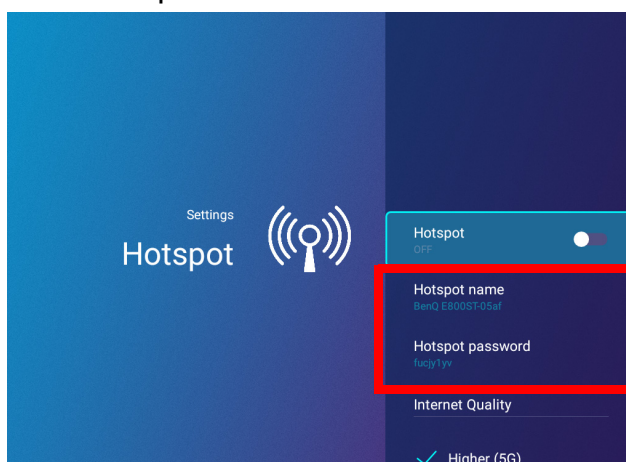 Settings
Hotspot
Hotspot
OFF
Hotspot name
BenQ E800ST-05af
Hotspot password
fucjy1yv
Internet Quality
Higher (5G)